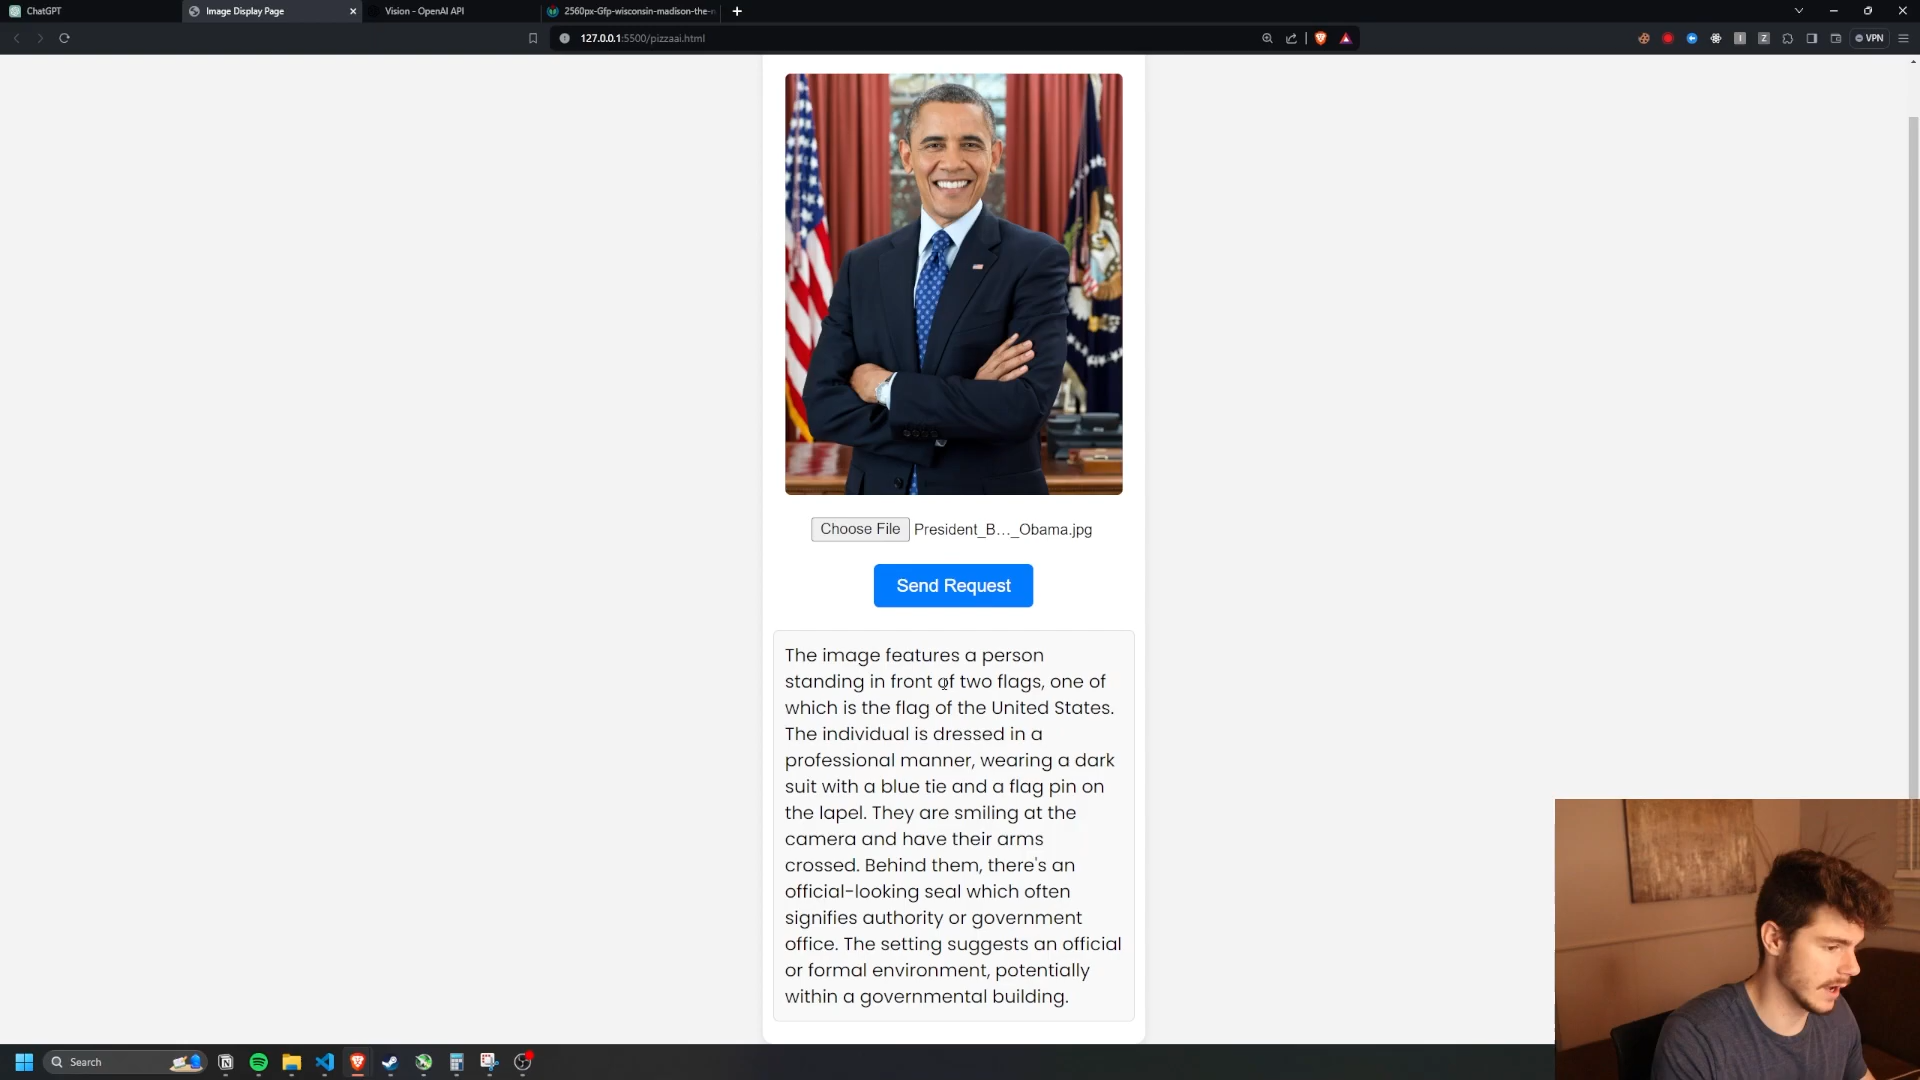 ChatGPT
Image Display Page
Vision - OpenAI API
2560px-Gfp-wisconsin-madison-the-n
127.0.0.1:5500/pizzaai.html
VPN
Choose File President_B..._Obama.jpg
Send Request
The image features a person
standing in front of two flags, one of
which is the flag of the United States.
The individual is dressed in a
professional manner, wearing a dark
suit with a blue tie and a flag pin on
the lapel. They are smiling at the
camera and have their arms
crossed. Behind them, there's an
official-looking seal which often
signifies authority or government
office. The setting suggests an official
or formal environment, potentially
within a governmental building.
Search